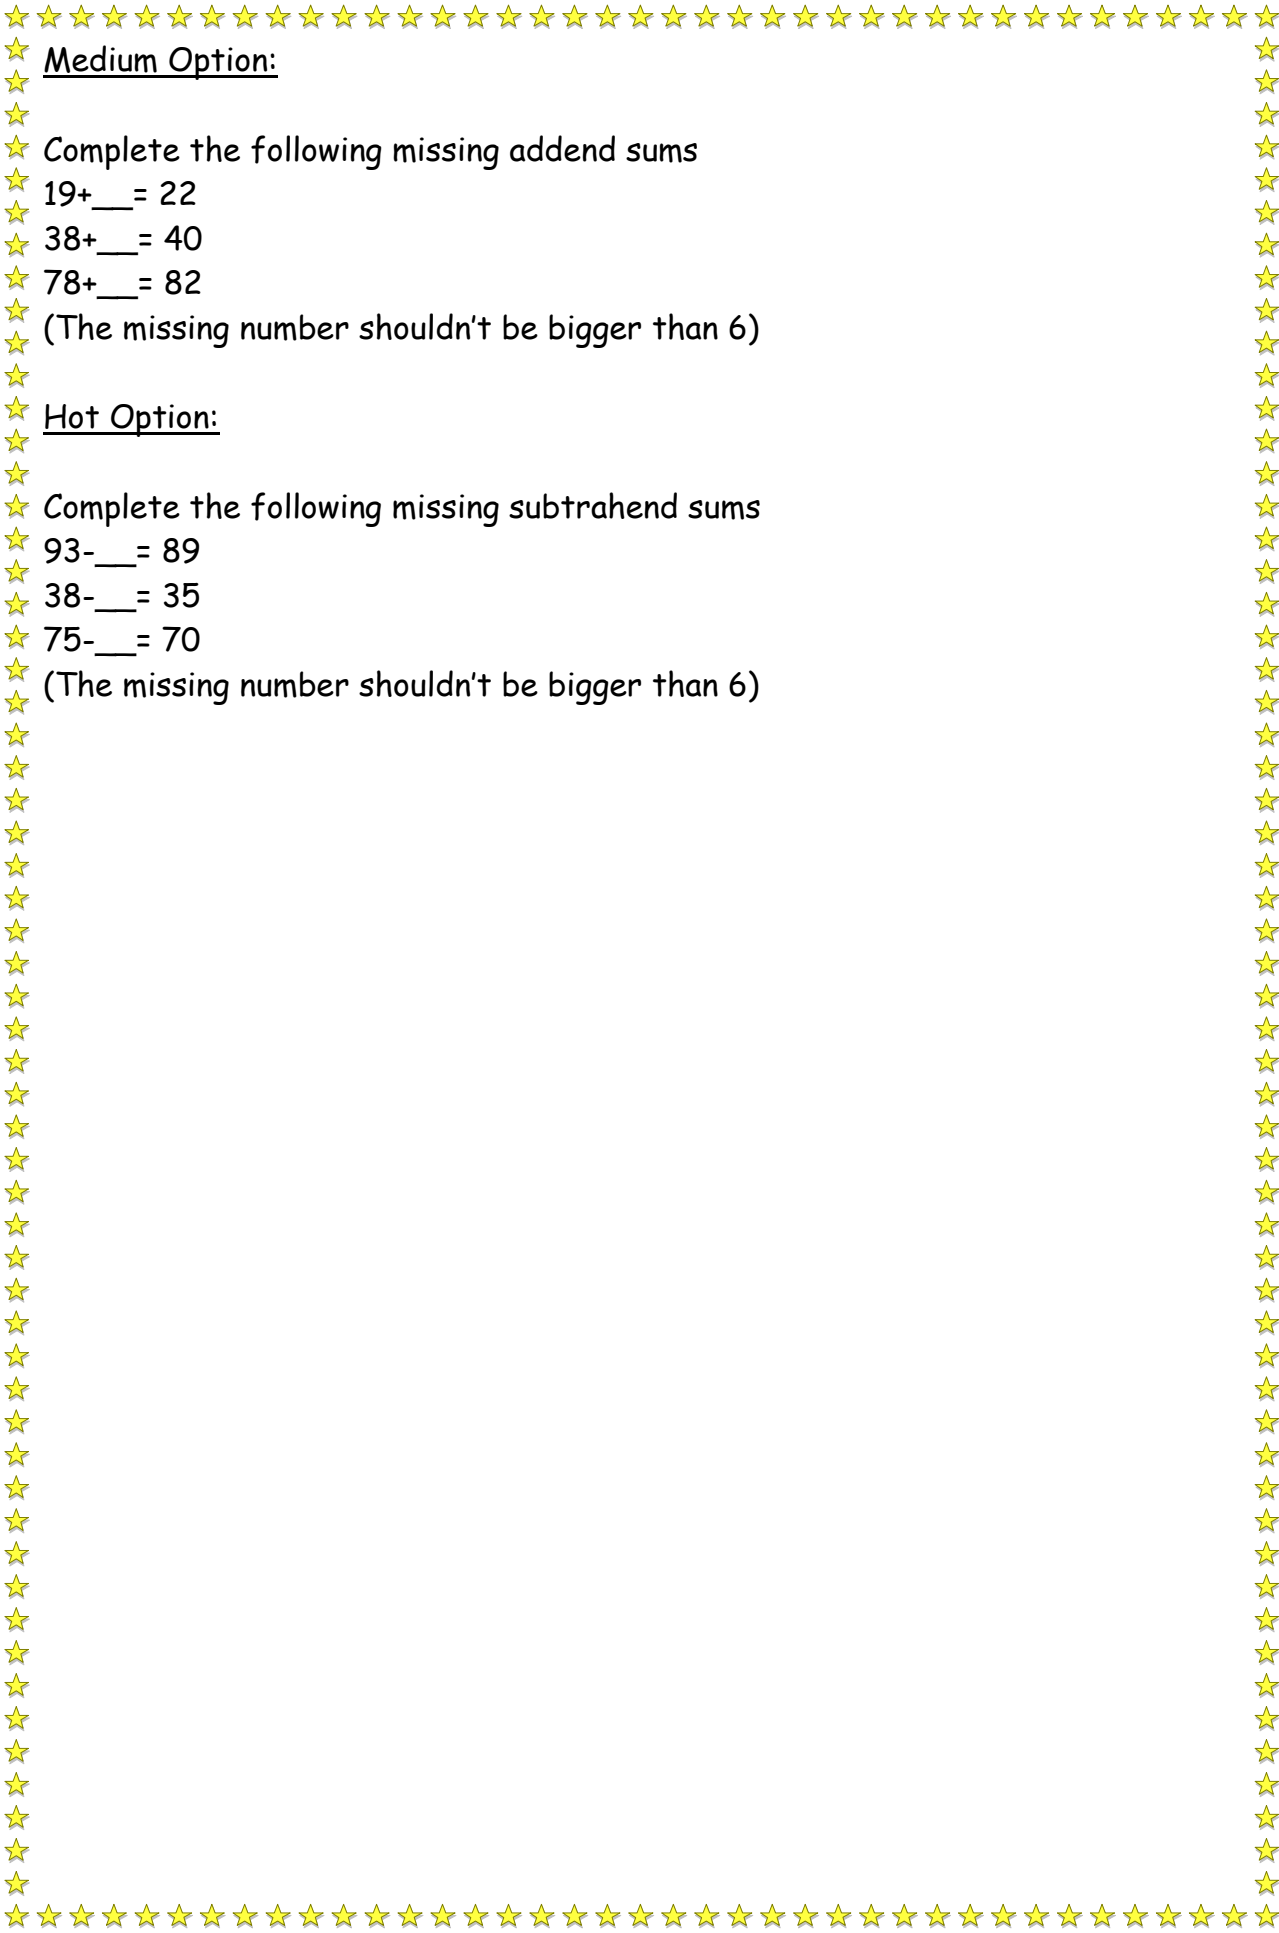 Medium Option:
Complete the following missing addend sums
19+__= 22
38+__= 40
78+__= 82
(The missing number shouldn’t be bigger than 6)
Hot Option:
Complete the following missing subtrahend sums
93-__= 89
38-__= 35
75-__= 70
(The missing number shouldn’t be bigger than 6)